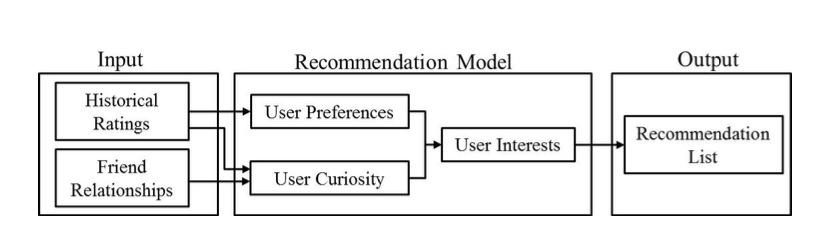 Input
Recommendation Model
Output
Historical
Ratings
Friend
Relationships
User Preferences
User Curiosity
User Interests
Recommendation
List